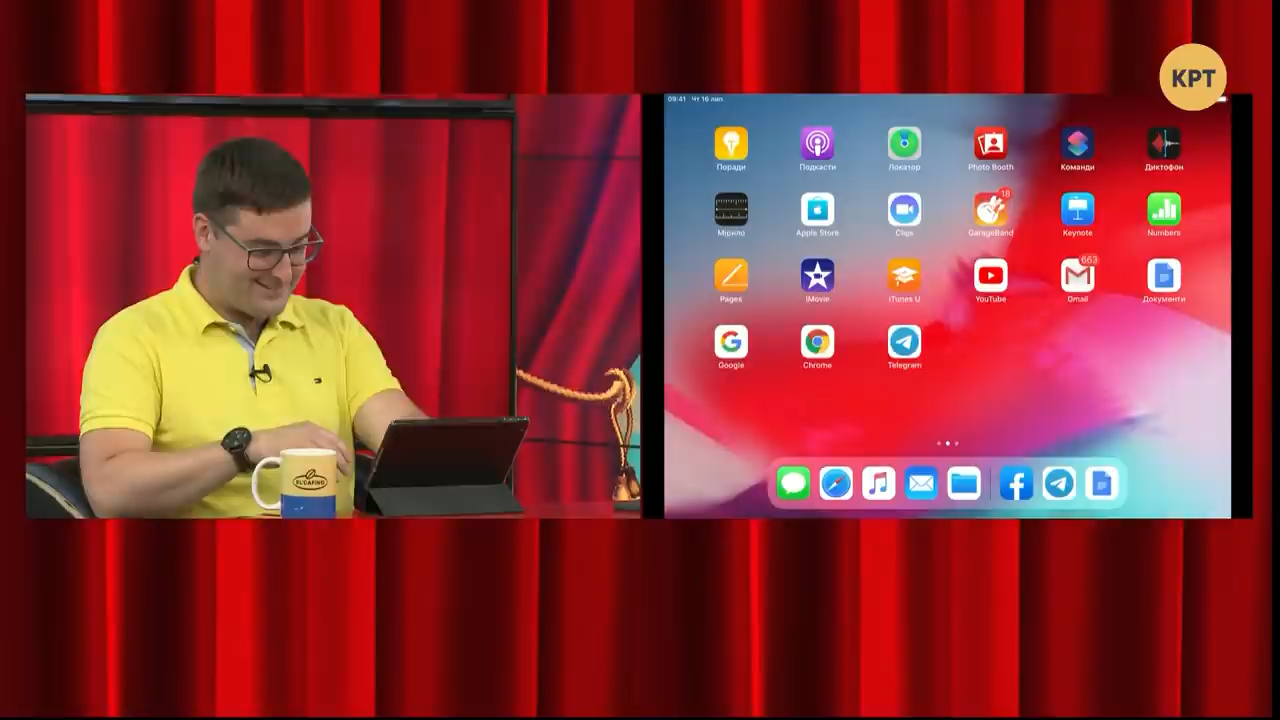 КРТ
09:41 Чт 16 лип.
Поради
Подкасти
Локатор
Photo Booth
Команди
Диктофон
Мірило
Apple Store
Clips
18
GarageBand
Keynote
Numbers
Pages
iMovie
iTunes U
YouTube
663
Gmail
Документи
Google
Chrome
Telegram
EL'CAFINO